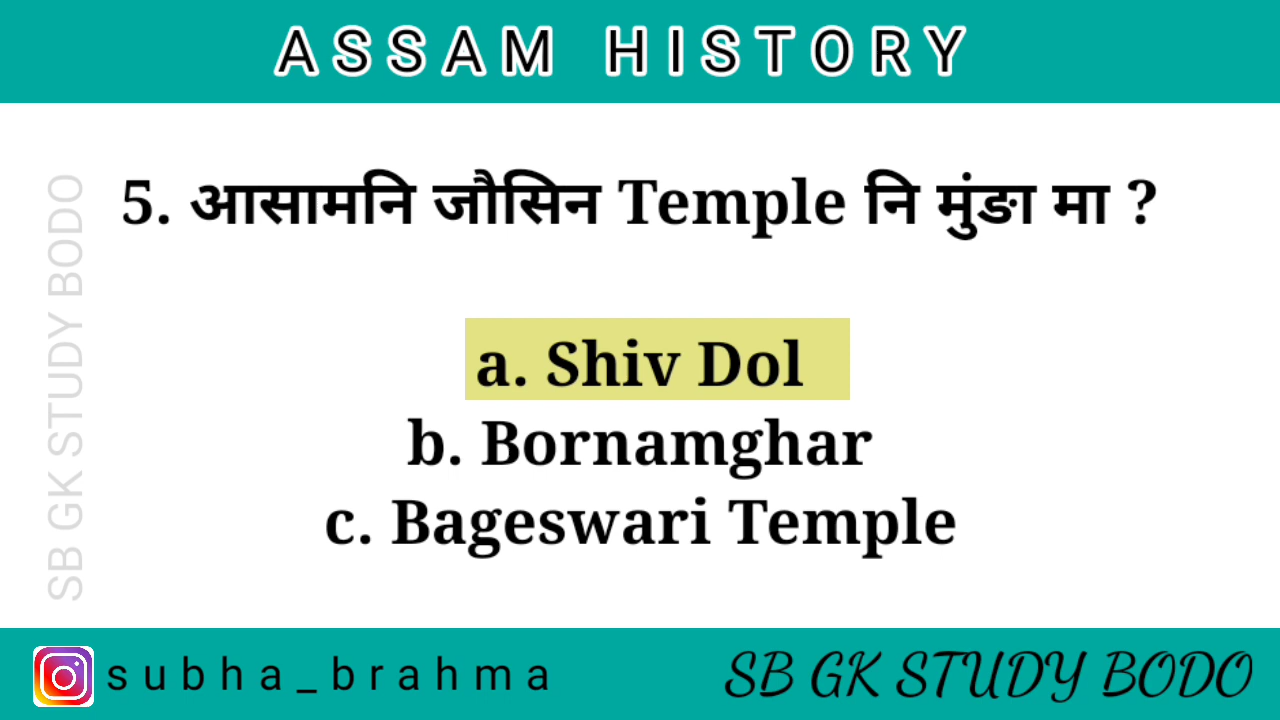 ASSAM HISTORY
5. आसामनि जौसिन Temple नि मुंङा मा ?
a. Shiv Dol
b. Bornamghar
c. Bageswari Temple
SB GK STUDY BODO
subha_brahma
SB GK STUDY BODO